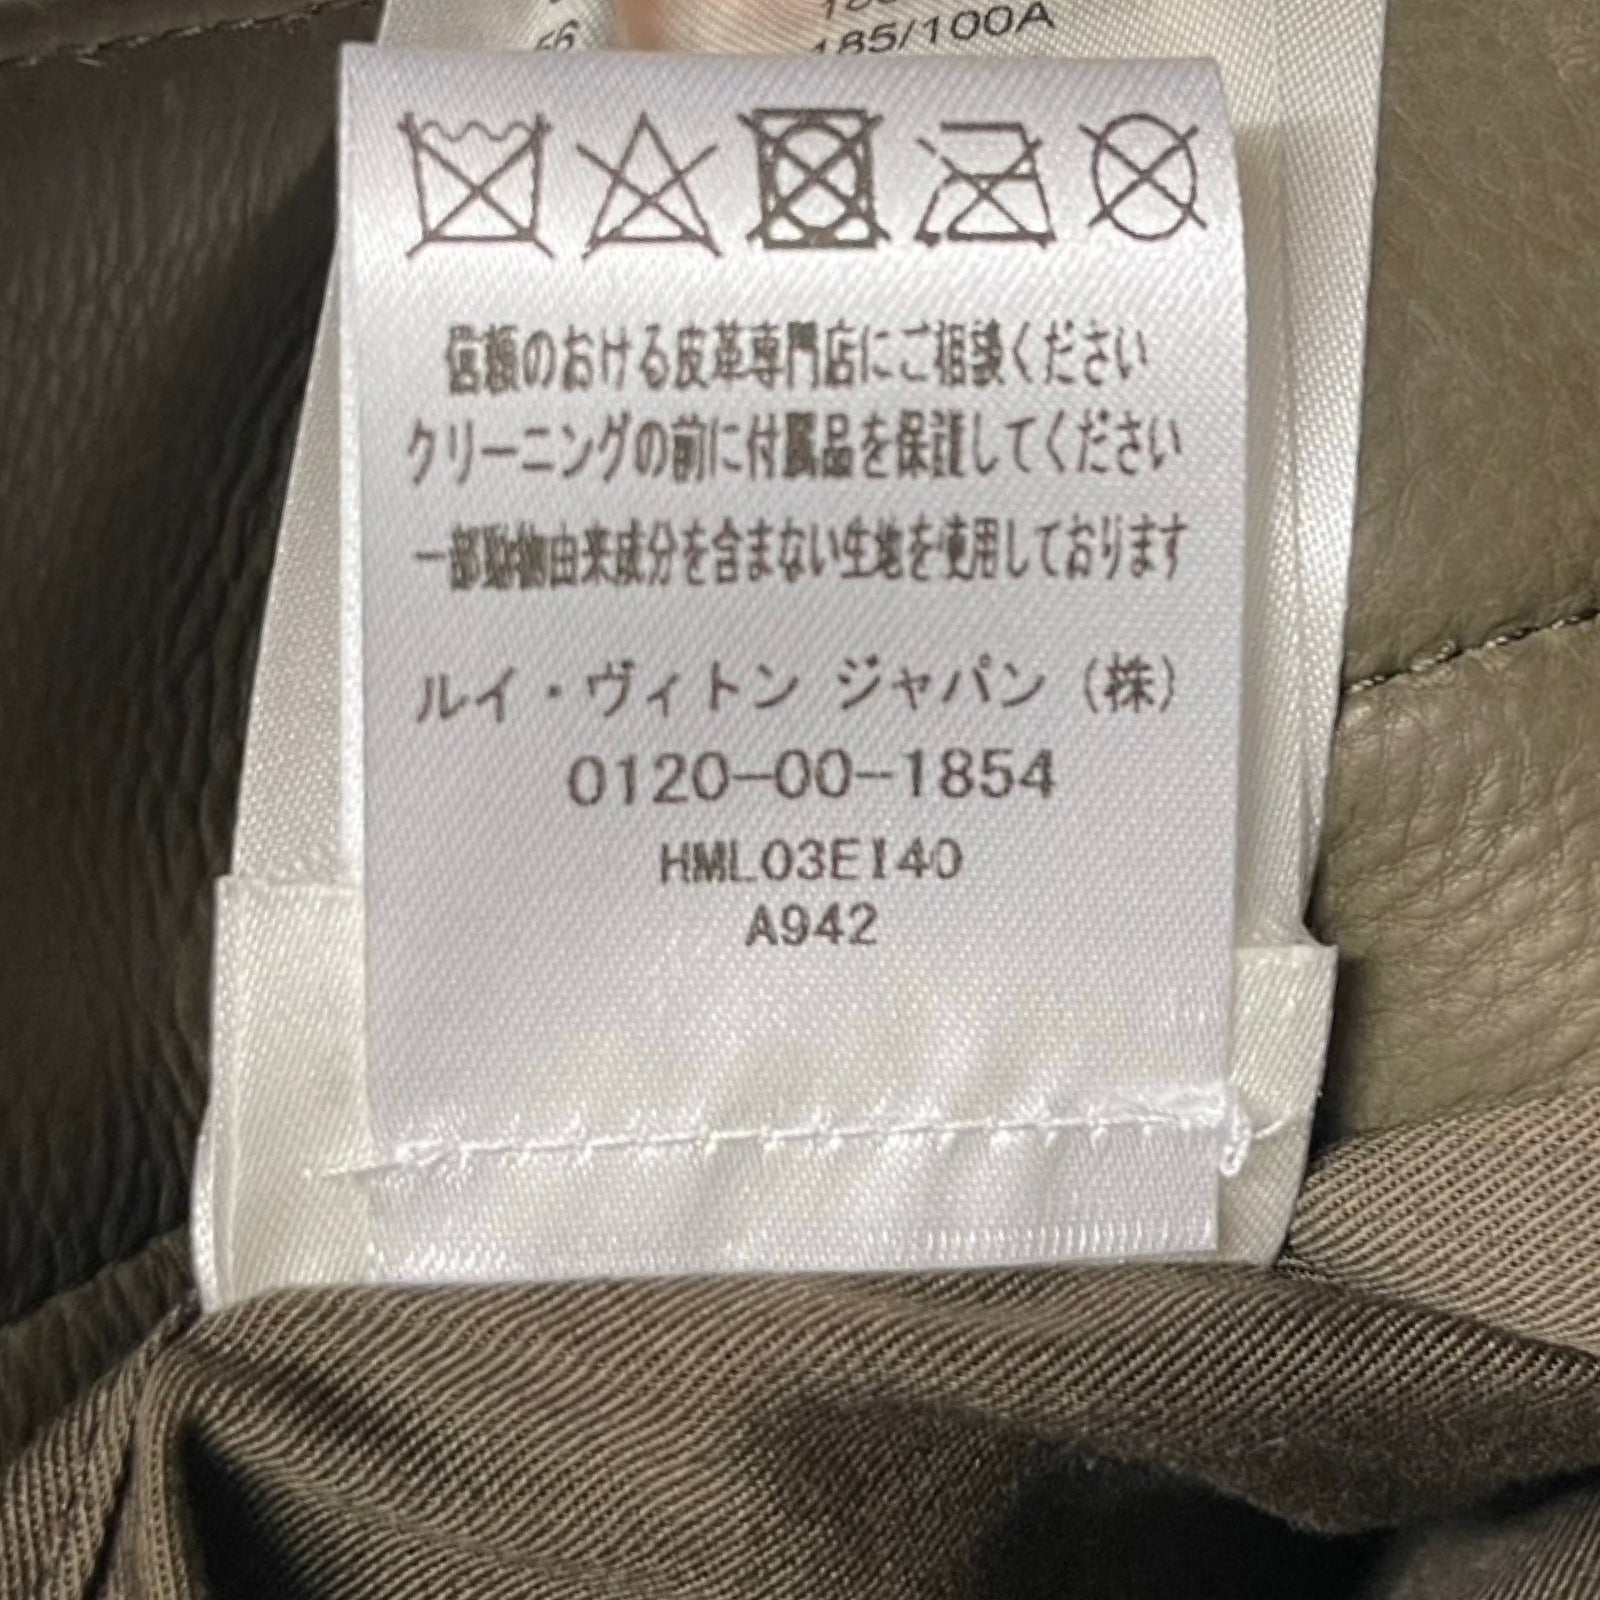 185/100A
信頼のおける皮革専門店にご相談ください
クリーニングの前に付属品を保護してください
一部動物由来成分を含まない生地を使用しております
ルイ・ヴィトン ジャパン (株)
0120-00-1854
HML03E140
A942